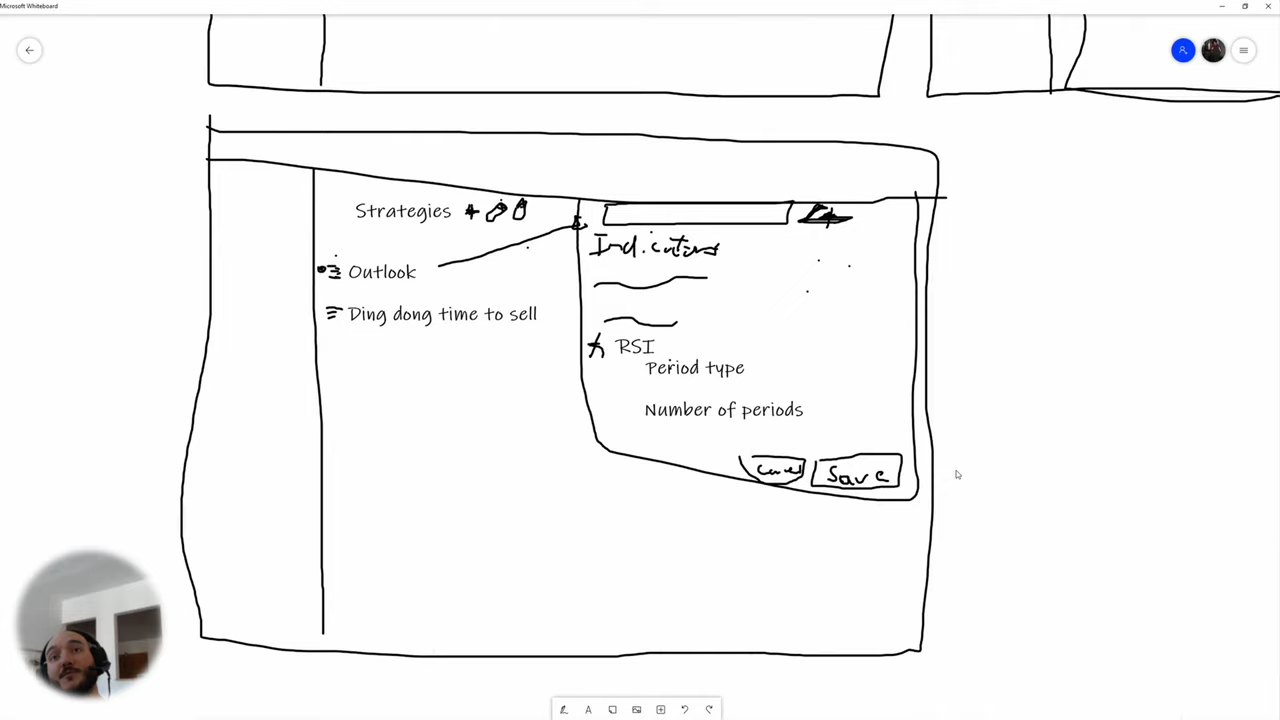 Microsoft Whiteboard
Strategies
Indicators
Outlook
Ding dong time to sell
RSI
Period type
Number of periods
Cancel
Save